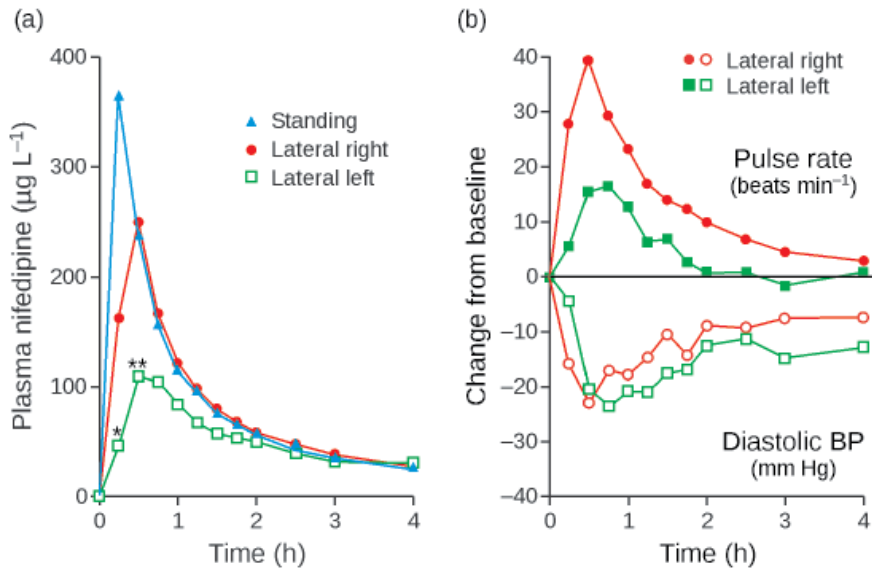 (a)
400
300
200
100
0
Plasma nifedipine (µg L⁻¹)
Standing
Lateral right
Lateral left
**
*
0 1 2 3 4
Time (h)
(b)
40
30
20
10
0
–10
–20
–30
–40
Change from baseline
Lateral right
Lateral left
Pulse rate
(beats min⁻¹)
Diastolic BP
(mm Hg)
0 1 2 3 4
Time (h)